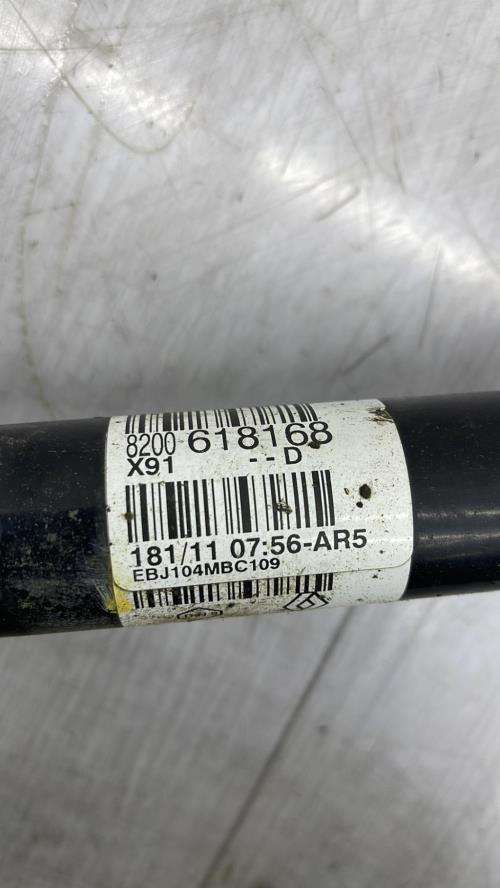 8200 618168
X91 -- D
181/11 07:56-AR5
EBJ104MBC109